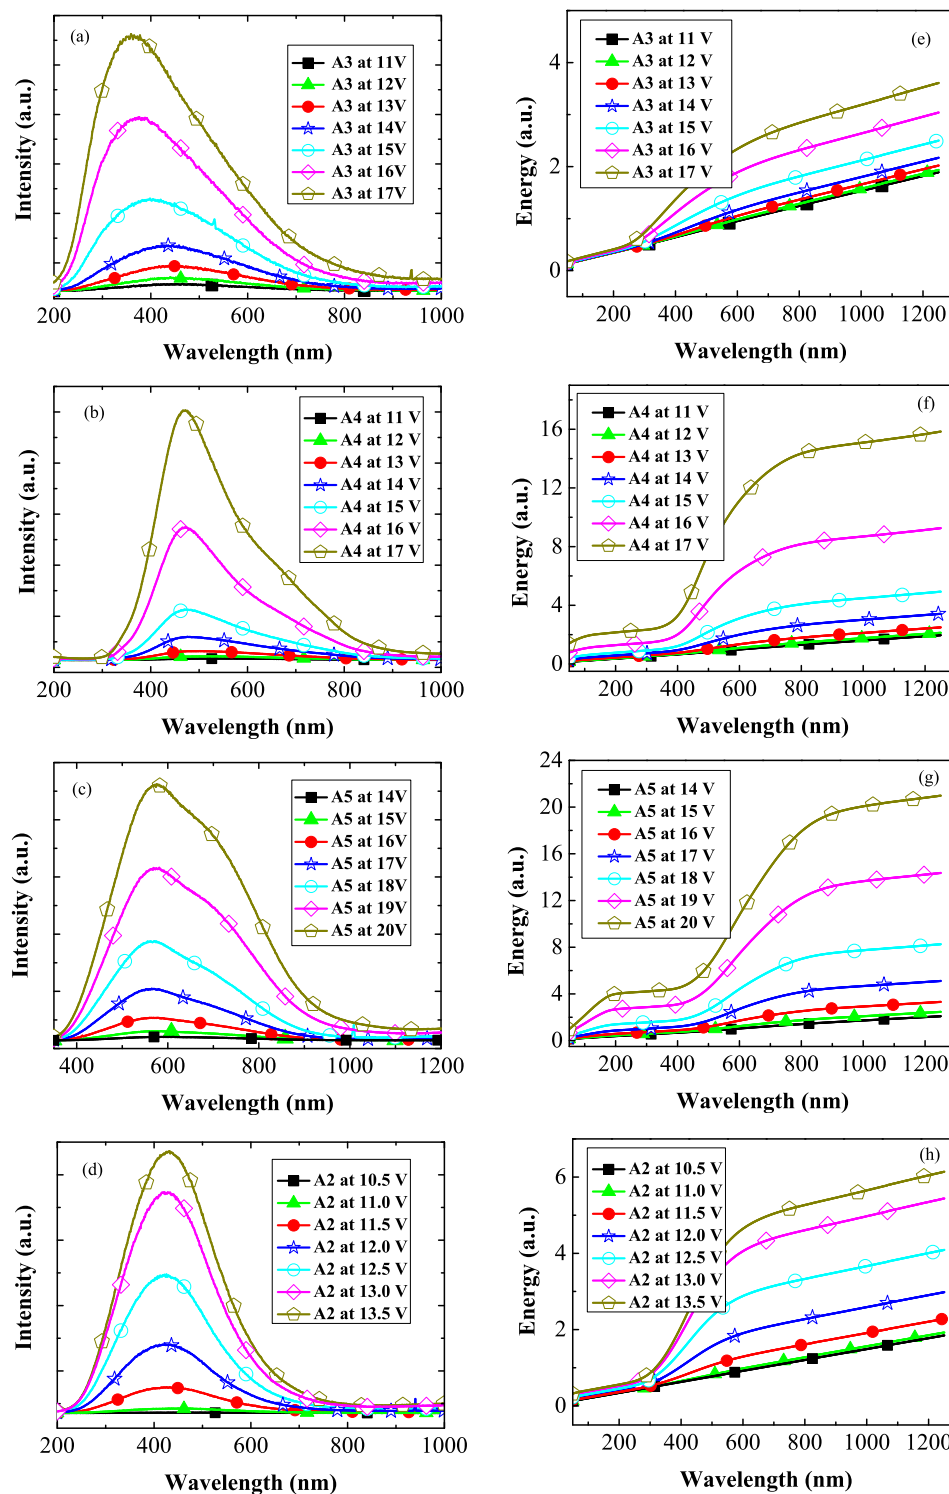 (a)
A3 at 11V
A3 at 12V
A3 at 13V
A3 at 14V
A3 at 15V
A3 at 16V
A3 at 17V
Intensity (a.u.)
200 400 600 800 1000
Wavelength (nm)
(e)
A3 at 11 V
A3 at 12 V
A3 at 13 V
A3 at 14 V
A3 at 15 V
A3 at 16 V
A3 at 17 V
Energy (a.u.)
4
2
0
200 400 600 800 1000 1200
Wavelength (nm)
(b)
A4 at 11 V
A4 at 12 V
A4 at 13 V
A4 at 14 V
A4 at 15 V
A4 at 16 V
A4 at 17 V
Intensity (a.u.)
200 400 600 800 1000
Wavelength (nm)
(f)
A4 at 11 V
A4 at 12 V
A4 at 13 V
A4 at 14 V
A4 at 15 V
A4 at 16 V
A4 at 17 V
Energy (a.u.)
16
12
8
4
0
200 400 600 800 1000 1200
Wavelength (nm)
(c)
A5 at 14V
A5 at 15V
A5 at 16V
A5 at 17V
A5 at 18V
A5 at 19V
A5 at 20V
Intensity (a.u.)
400 600 800 1000 1200
Wavelength (nm)
(g)
A5 at 14 V
A5 at 15 V
A5 at 16 V
A5 at 17 V
A5 at 18 V
A5 at 19 V
A5 at 20 V
Energy (a.u.)
24
20
16
12
8
4
0
200 400 600 800 1000 1200
Wavelength (nm)
(d)
A2 at 10.5 V
A2 at 11.0 V
A2 at 11.5 V
A2 at 12.0 V
A2 at 12.5 V
A2 at 13.0 V
A2 at 13.5 V
Intensity (a.u.)
200 400 600 800 1000
Wavelength (nm)
(h)
A2 at 10.5 V
A2 at 11.0 V
A2 at 11.5 V
A2 at 12.0 V
A2 at 12.5 V
A2 at 13.0 V
A2 at 13.5 V
Energy (a.u.)
6
4
2
0
200 400 600 800 1000 1200
Wavelength (nm)